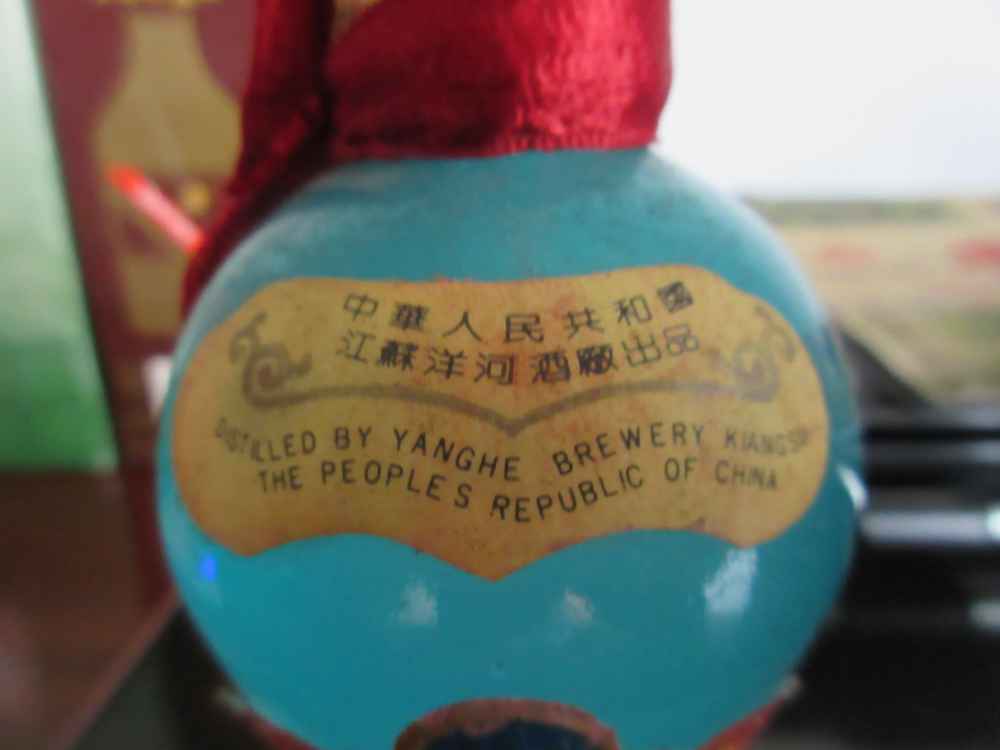 中華人民共和國
江蘇洋河酒廠出品
DISTILLED BY YANGHE BREWERY KIANGSU
THE PEOPLES REPUBLIC OF CHINA